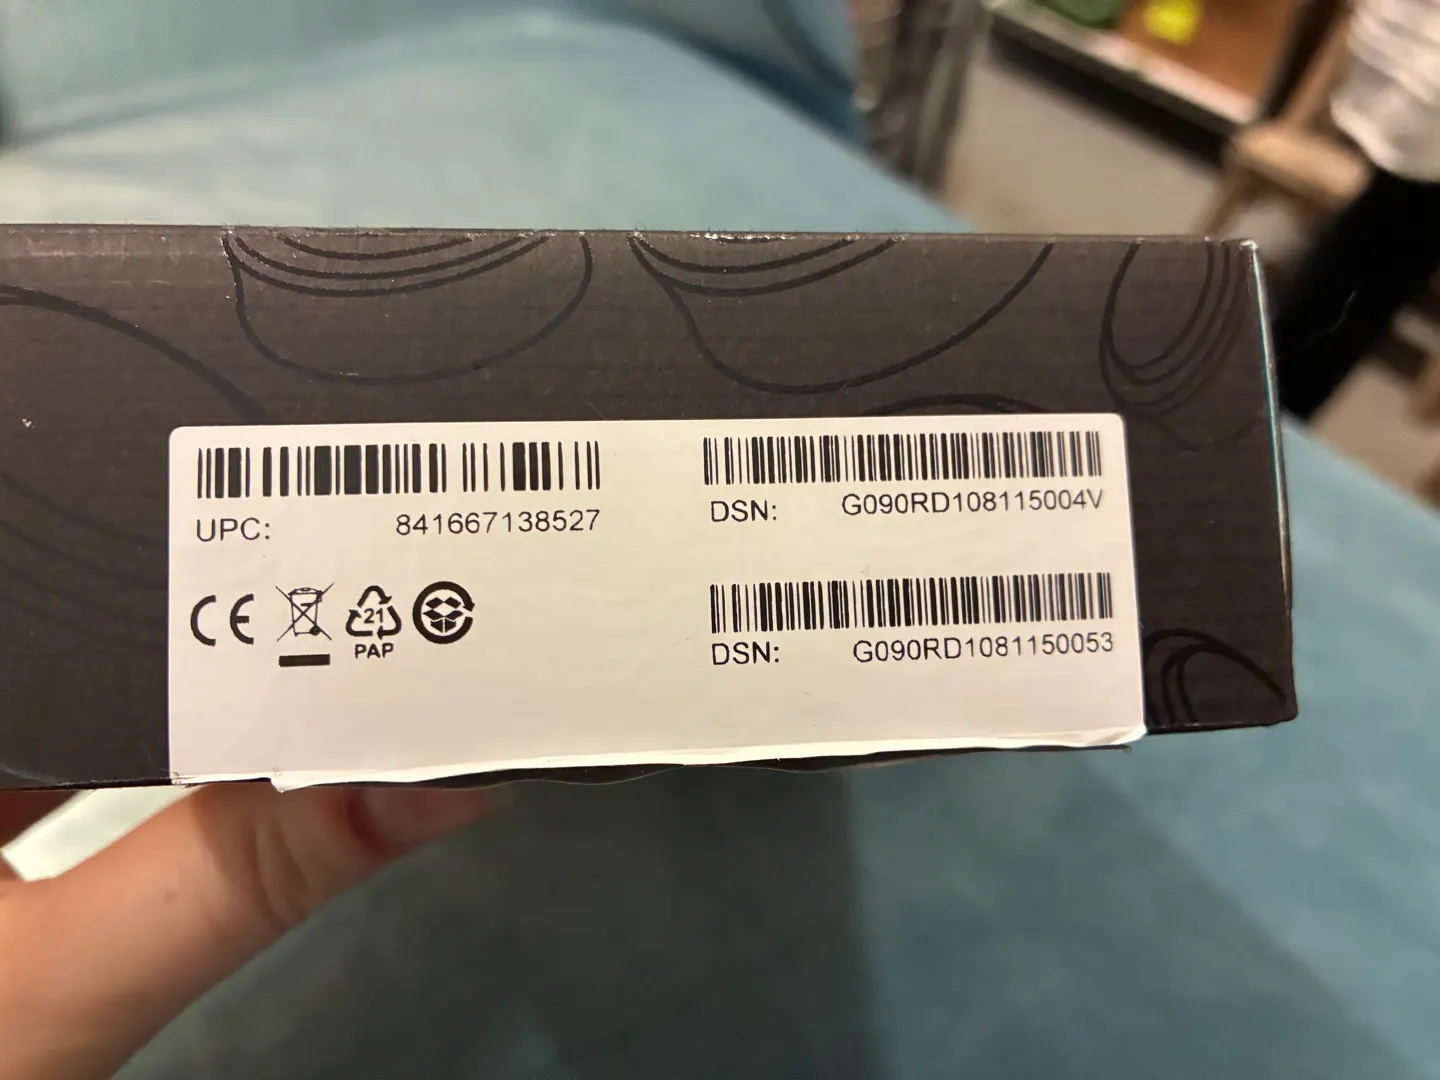 UPC: 841667138527
DSN: G090RD108115004V
CE
21
PAP
DSN: G090RD1081150053